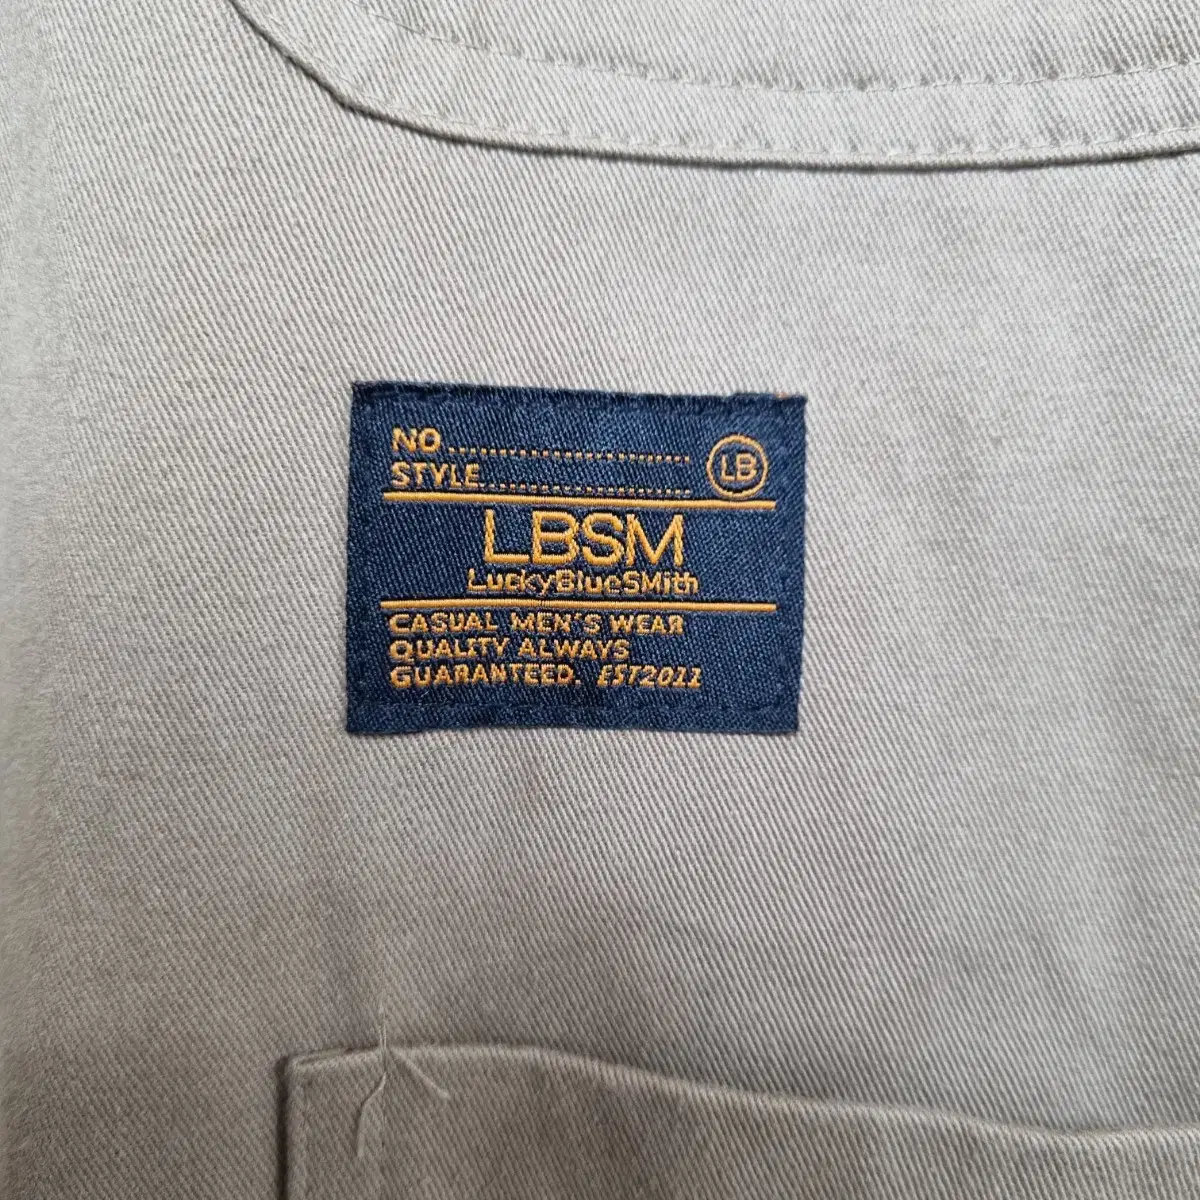 NO....................
STYLE....................
LB
LBSM
LuckyBlueSMith
CASUAL MEN'S WEAR
QUALITY ALWAYS
GUARANTEED. EST2011